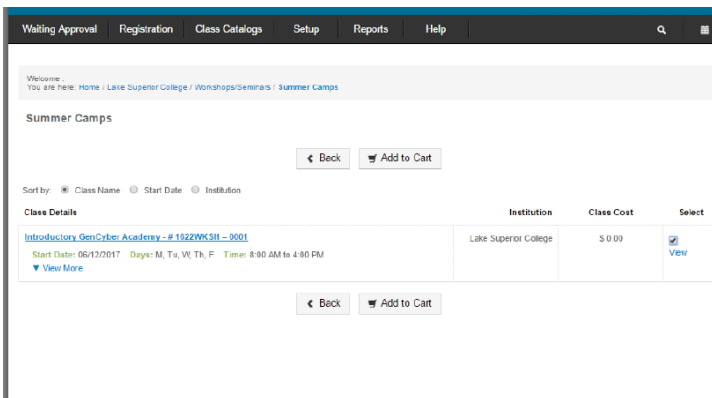 Waiting Approval Registration Class Catalogs Setup Reports Help
Welcome .
You are here: Home / Lake Superior College / Workshops/Seminars / Summer Camps
Summer Camps
Back Add to Cart
Sort by: Class Name Start Date Institution
Class Details Institution Class Cost Select
Introductory GenCyber Academy - # 1622WKSH – 0001 Lake Superior College $ 0.00
Start Date: 06/12/2017 Days: M, Tu, W, Th, F Time: 8:00 AM to 4:00 PM View
View More
Back Add to Cart